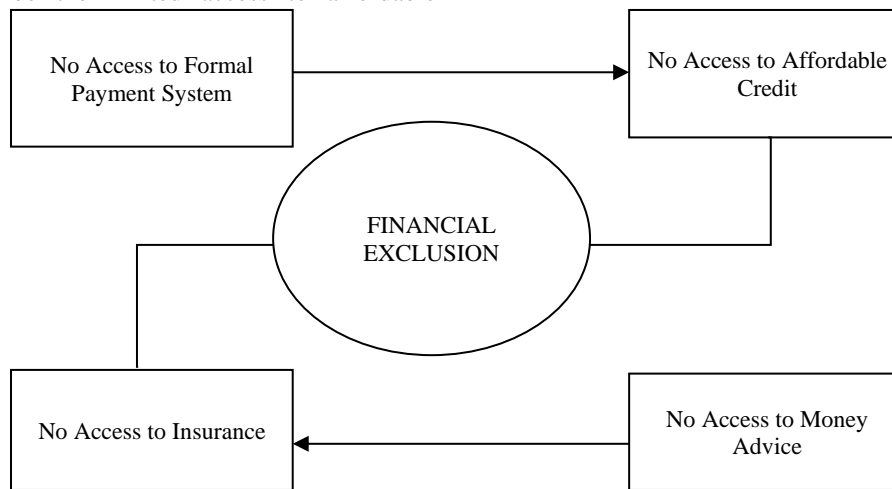 No Access to Formal
Payment System
No Access to Affordable
Credit
FINANCIAL
EXCLUSION
No Access to Insurance
No Access to Money
Advice